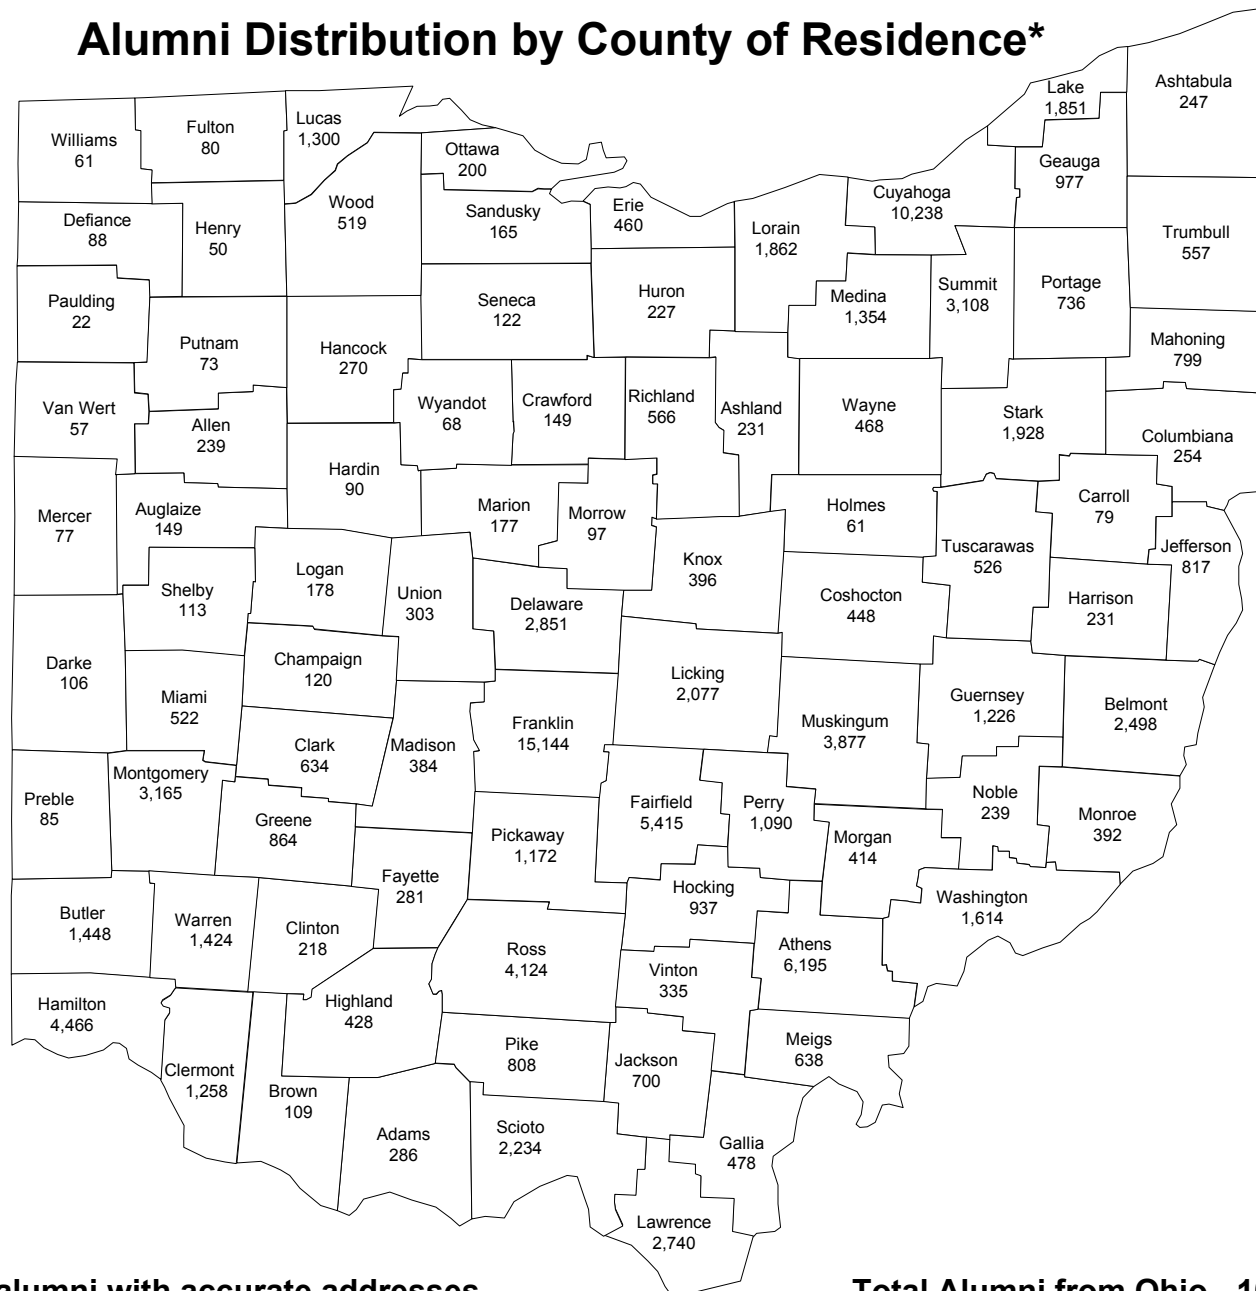 Alumni Distribution by County of Residence*
Williams
61
Fulton
80
Lucas
1,300
Ottawa
200
Lake
1,851
Ashtabula
247
Geauga
977
Cuyahoga
10,238
Defiance
88
Henry
50
Wood
519
Sandusky
165
Erie
460
Lorain
1,862
Trumbull
557
Paulding
22
Putnam
73
Hancock
270
Seneca
122
Huron
227
Medina
1,354
Summit
3,108
Portage
736
Mahoning
799
Van Wert
57
Allen
239
Wyandot
68
Crawford
149
Richland
566
Ashland
231
Wayne
468
Stark
1,928
Columbiana
254
Mercer
77
Auglaize
149
Hardin
90
Marion
177
Morrow
97
Holmes
61
Carroll
79
Tuscarawas
526
Jefferson
817
Shelby
113
Logan
178
Union
303
Delaware
2,851
Knox
396
Coshocton
448
Harrison
231
Darke
106
Miami
522
Champaign
120
Licking
2,077
Guernsey
1,226
Belmont
2,498
Clark
634
Madison
384
Franklin
15,144
Muskingum
3,877
Preble
85
Montgomery
3,165
Greene
864
Pickaway
1,172
Fairfield
5,415
Perry
1,090
Morgan
414
Noble
239
Monroe
392
Fayette
281
Hocking
937
Washington
1,614
Butler
1,448
Warren
1,424
Clinton
218
Ross
4,124
Vinton
335
Athens
6,195
Hamilton
4,466
Highland
428
Pike
808
Jackson
700
Meigs
638
Clermont
1,258
Brown
109
Adams
286
Scioto
2,234
Gallia
478
Lawrence
2,740
alumni with accurate addresses
Total Alumni from Ohio